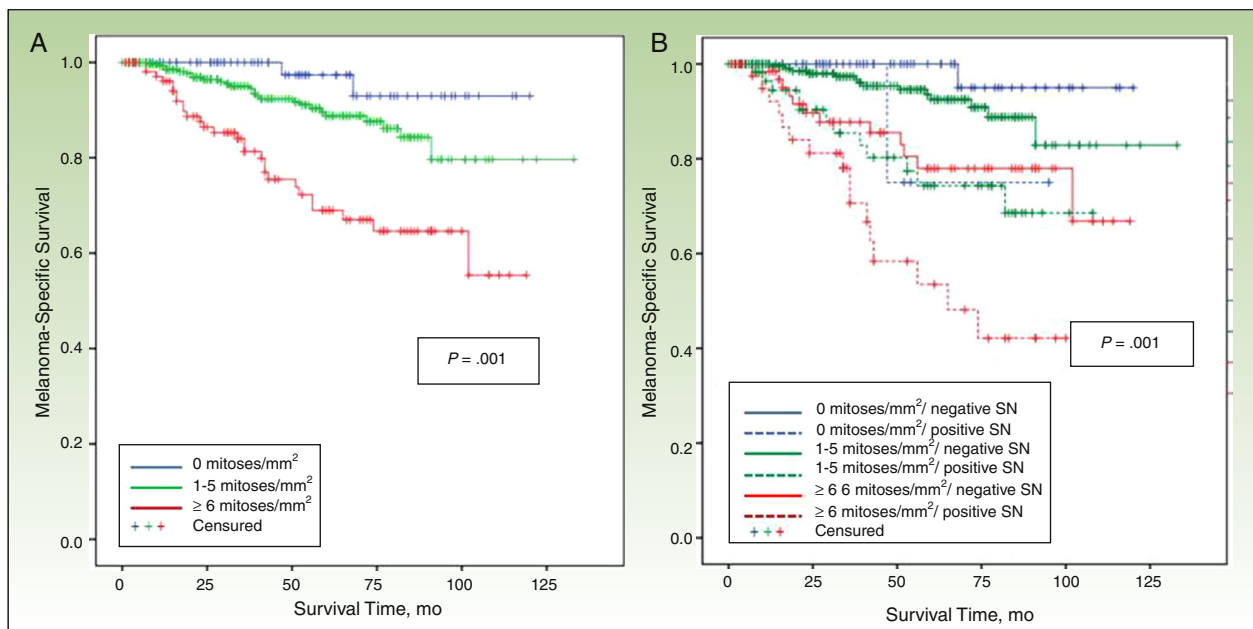 A
Melanoma-Specific Survival
1.0
0.8
0.6
0.4
0.2
0.0
P = .001
0 mitoses/mm²
1-5 mitoses/mm²
≥ 6 mitoses/mm²
Censured
0 25 50 75 100 125
Survival Time, mo
B
Melanoma-Specific Survival
1.0
0.8
0.6
0.4
0.2
0.0
P = .001
0 mitoses/mm²/ negative SN
0 mitoses/mm²/ positive SN
1-5 mitoses/mm²/ negative SN
1-5 mitoses/mm²/ positive SN
≥ 6 6 mitoses/mm²/ negative SN
≥ 6 mitoses/mm²/ positive SN
Censured
0 25 50 75 100 125
Survival Time, mo